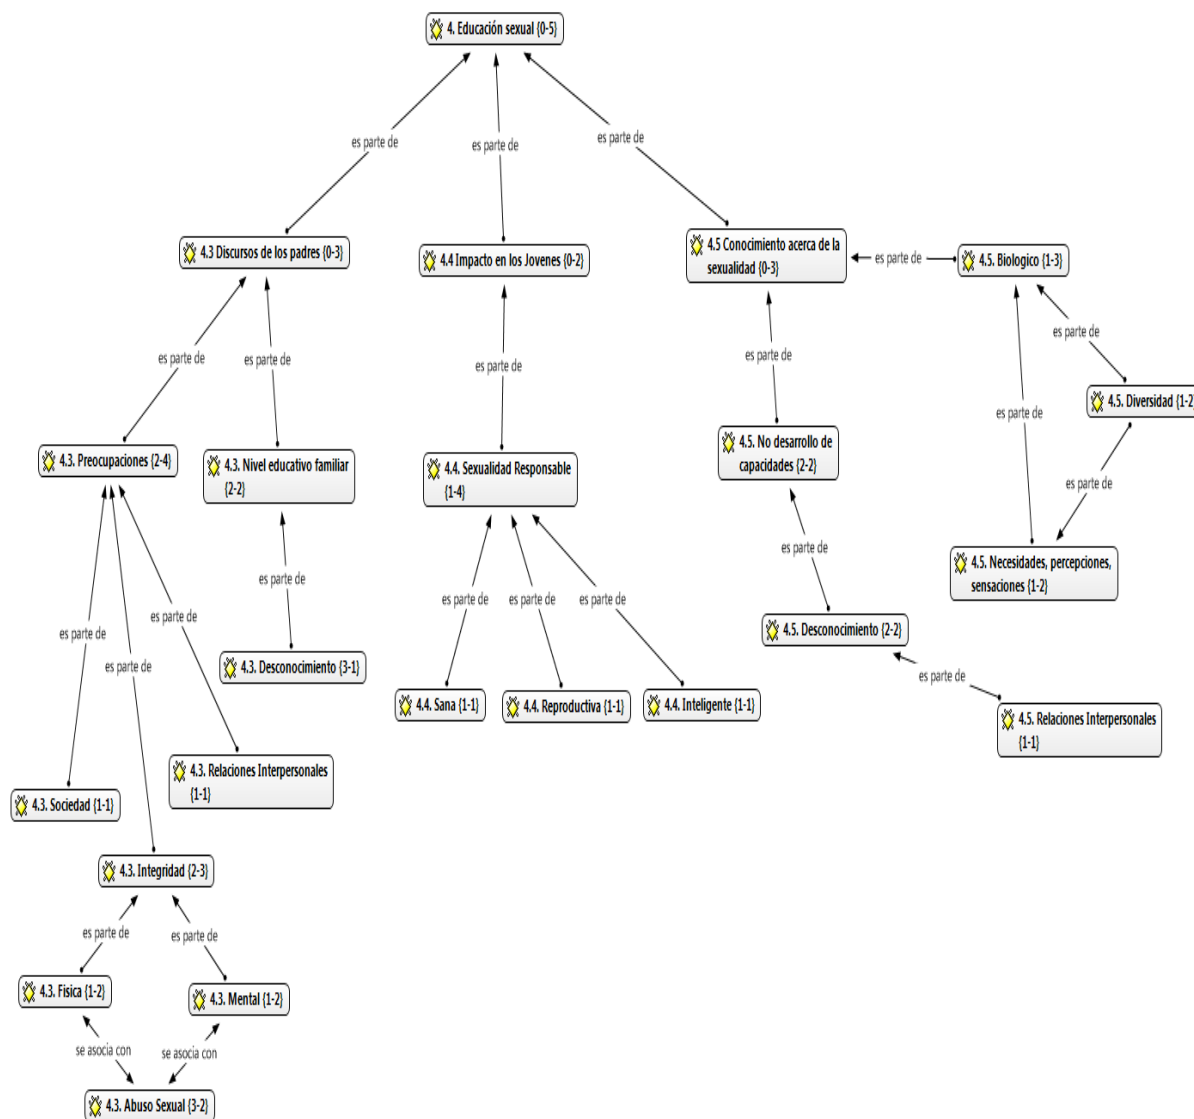 4. Educación sexual {0-5}
es parte de
es parte de
es parte de
4.3 Discursos de los padres {0-3}
4.4 Impacto en los Jovenes {0-2}
4.5 Conocimiento acerca de la
sexualidad {0-3}
es parte de
4.5. Biologico {1-3}
es parte de
es parte de
es parte de
es parte de
es parte de
es parte de
4.5. Diversidad {1-2}
4.3. Preocupaciones {2-4}
4.3. Nivel educativo familiar
{2-2}
4.4. Sexualidad Responsable
{1-4}
4.5. No desarrollo de
capacidades {2-2}
es parte de
es parte de
4.5. Necesidades, percepciones,
sensaciones {1-2}
es parte de
es parte de
es parte de
es parte de
es parte de
es parte de
es parte de
4.5. Desconocimiento {2-2}
es parte de
4.3. Desconocimiento {3-1}
es parte de
4.4. Sana {1-1}
4.4. Reproductiva {1-1}
4.4. Inteligente {1-1}
4.5. Relaciones Interpersonales
{1-1}
4.3. Relaciones Interpersonales
{1-1}
4.3. Sociedad {1-1}
4.3. Integridad {2-3}
es parte de
es parte de
4.3. Fisica {1-2}
4.3. Mental {1-2}
se asocia con
se asocia con
4.3. Abuso Sexual {3-2}